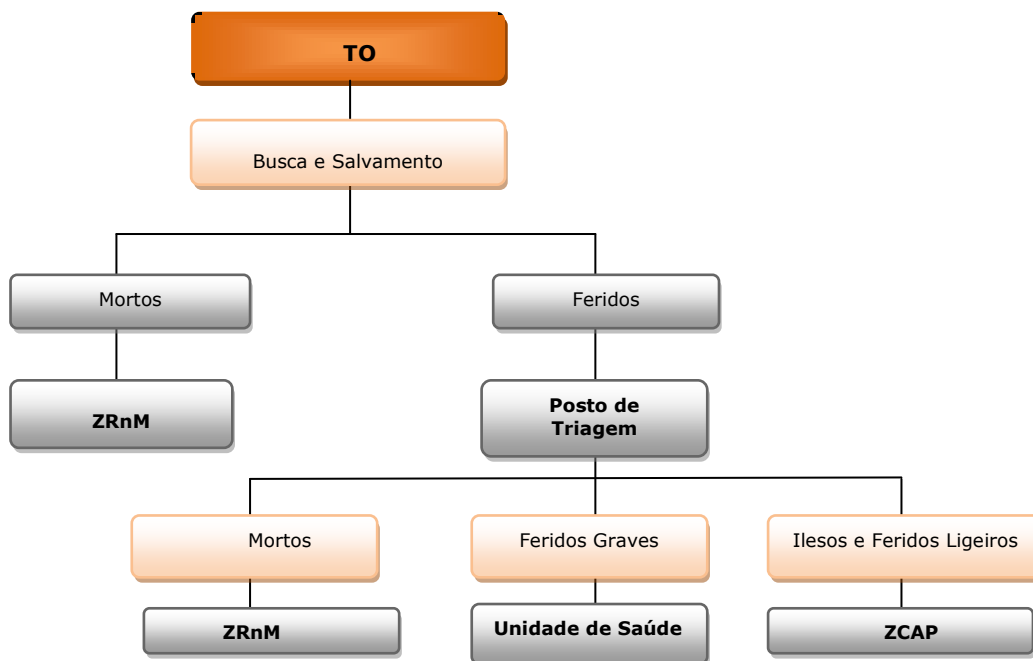 TO
Busca e Salvamento
Mortos
Feridos
ZRnM
Posto de
Triagem
Mortos
Feridos Graves
Ilesos e Feridos Ligeiros
ZRnM
Unidade de Saúde
ZCAP